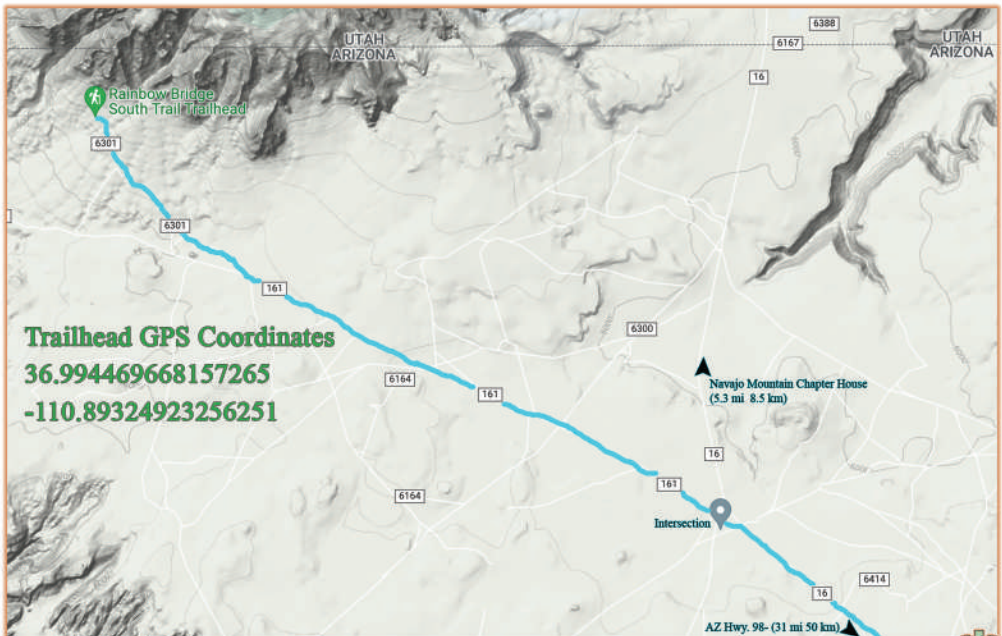 6388
UTAH
ARIZONA
6167
UTAH
ARIZONA
16
Rainbow Bridge
South Trail Trailhead
6301
6301
161
6300
Trailhead GPS Coordinates
36.994469668157265
-110.89324923256251
6164
161
Navajo Mountain Chapter House
(5.3 mi 8.5 km)
16
161
6164
Intersection
6414
16
AZ Hwy. 98- (31 mi 50 km)